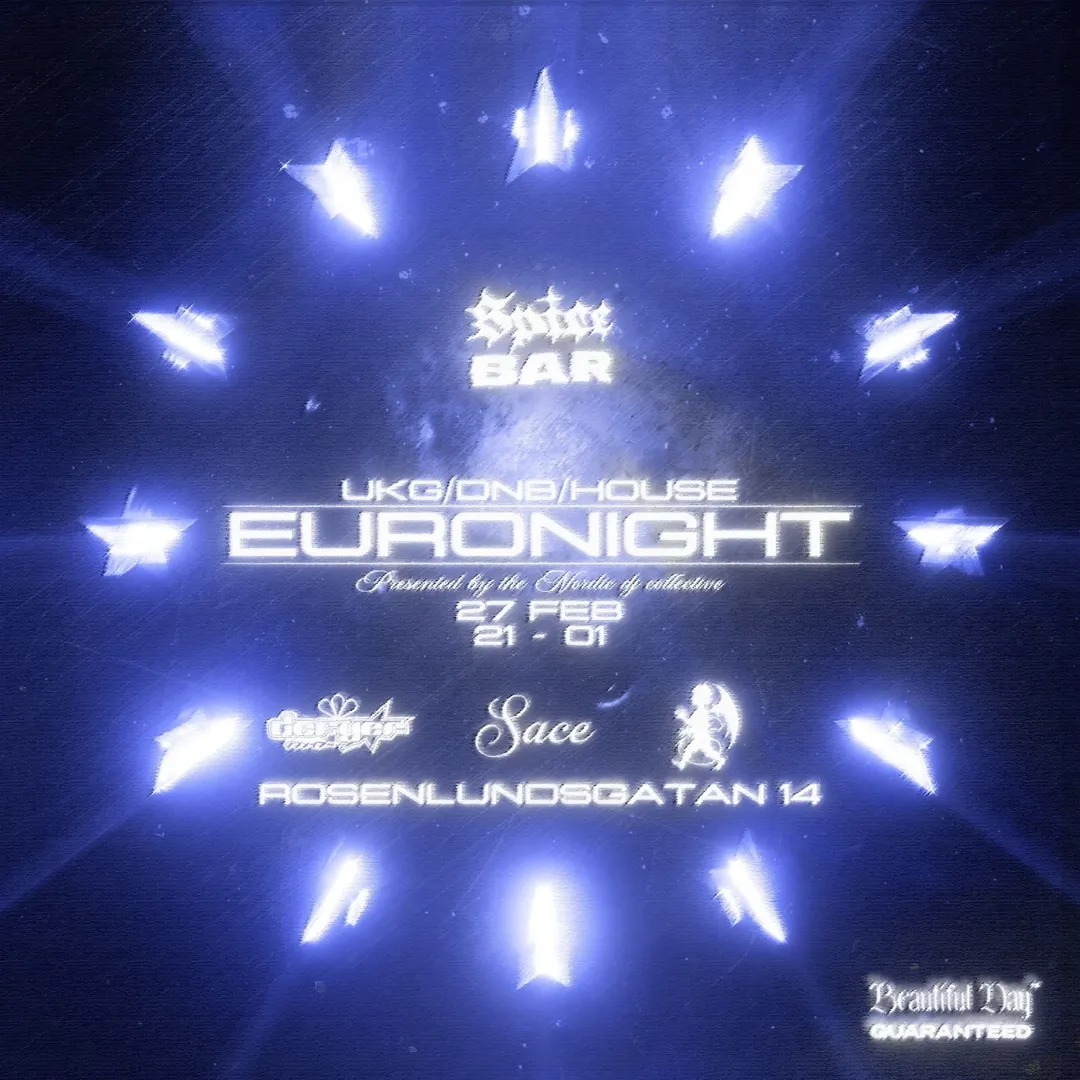 Spice
BAR
UKG/DNB/HOUSE
EURONIGHT
Presented by the Nordic dj collective
27 FEB
21 - 01
Sace
ROSENLUNDSGATAN 14
Beautiful Day™
GUARANTEED